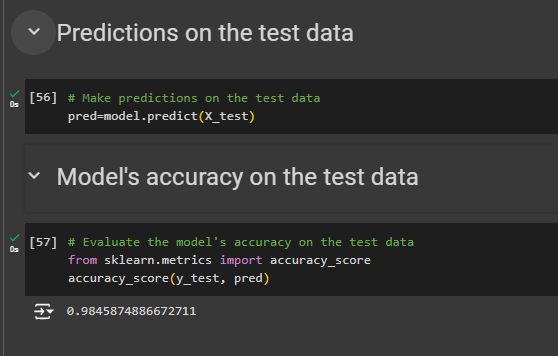 Predictions on the test data
[56] # Make predictions on the test data
0s pred=model.predict(X_test)
Model's accuracy on the test data
[57] # Evaluate the model's accuracy on the test data
0s from sklearn.metrics import accuracy_score
accuracy_score(y_test, pred)
0.9845874886672711